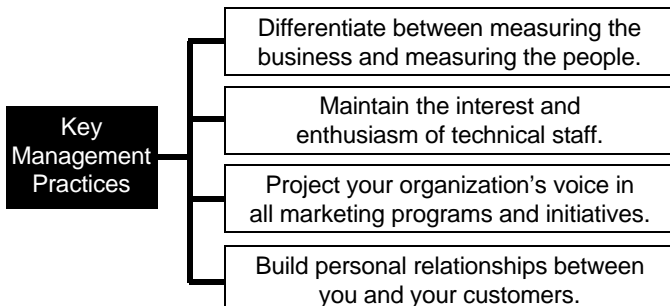 Key
Management
Practices
Differentiate between measuring the
business and measuring the people.
Maintain the interest and
enthusiasm of technical staff.
Project your organization's voice in
all marketing programs and initiatives.
Build personal relationships between
you and your customers.